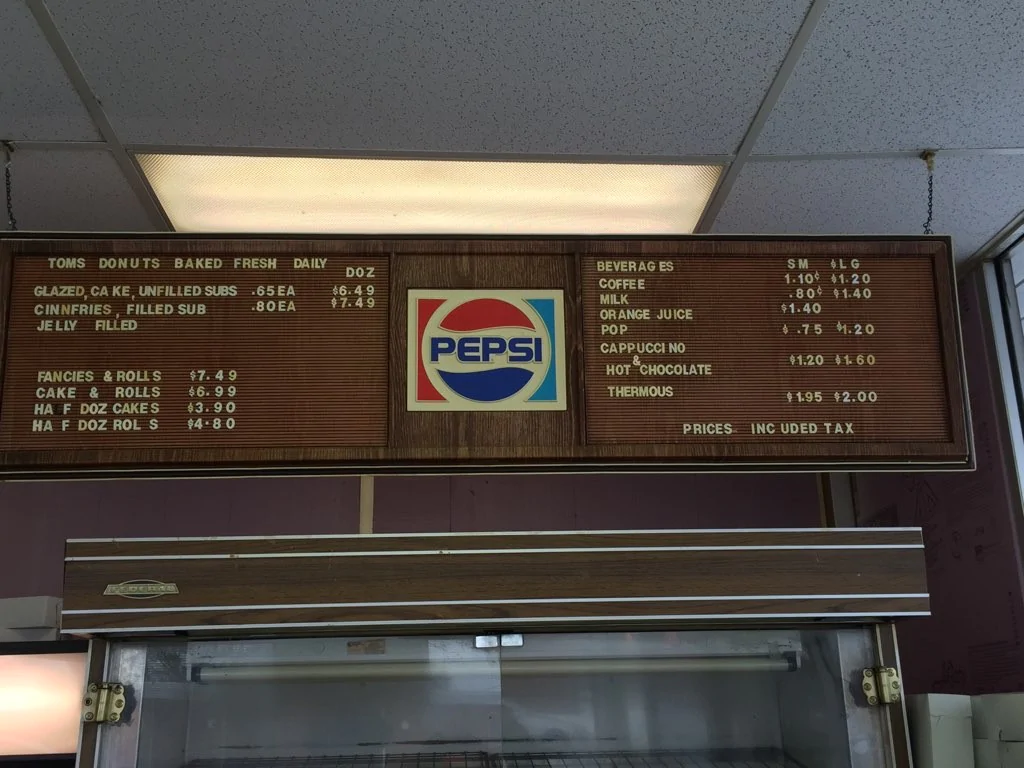 TOMS DONUTS BAKED FRESH DAILY
DOZ
GLAZED, CAKE, UNFILLED SUBS .65EA $6.49
CINNFRIES, FILLED SUB .80EA $7.49
JELLY FILLED
FANCIES & ROLLS $7.49
CAKE & ROLLS $6.99
HA F DOZ CAKES $3.90
HA F DOZ ROL S $4.80
PEPSI
BEVERAGES SM $LG
COFFEE 1.10¢ $1.20
MILK .80¢ $1.40
ORANGE JUICE $1.40
POP $.75 $1.20
CAPPUCCINO
&
HOT CHOCOLATE $1.20 $1.60
THERMOUS $1.95 $2.00
PRICES INC UDED TAX
FEDERAL